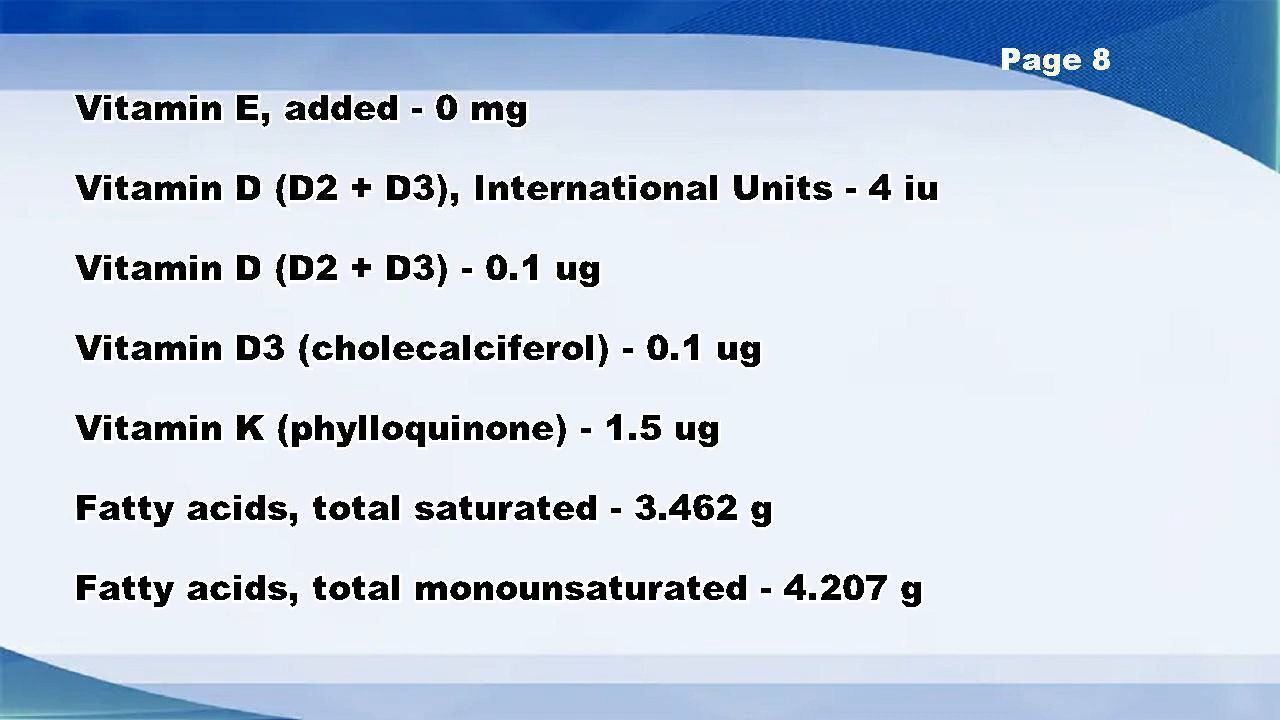 Page 8
Vitamin E, added - 0 mg
Vitamin D (D2 + D3), International Units - 4 iu
Vitamin D (D2 + D3) - 0.1 ug
Vitamin D3 (cholecalciferol) - 0.1 ug
Vitamin K (phylloquinone) - 1.5 ug
Fatty acids, total saturated - 3.462 g
Fatty acids, total monounsaturated - 4.207 g